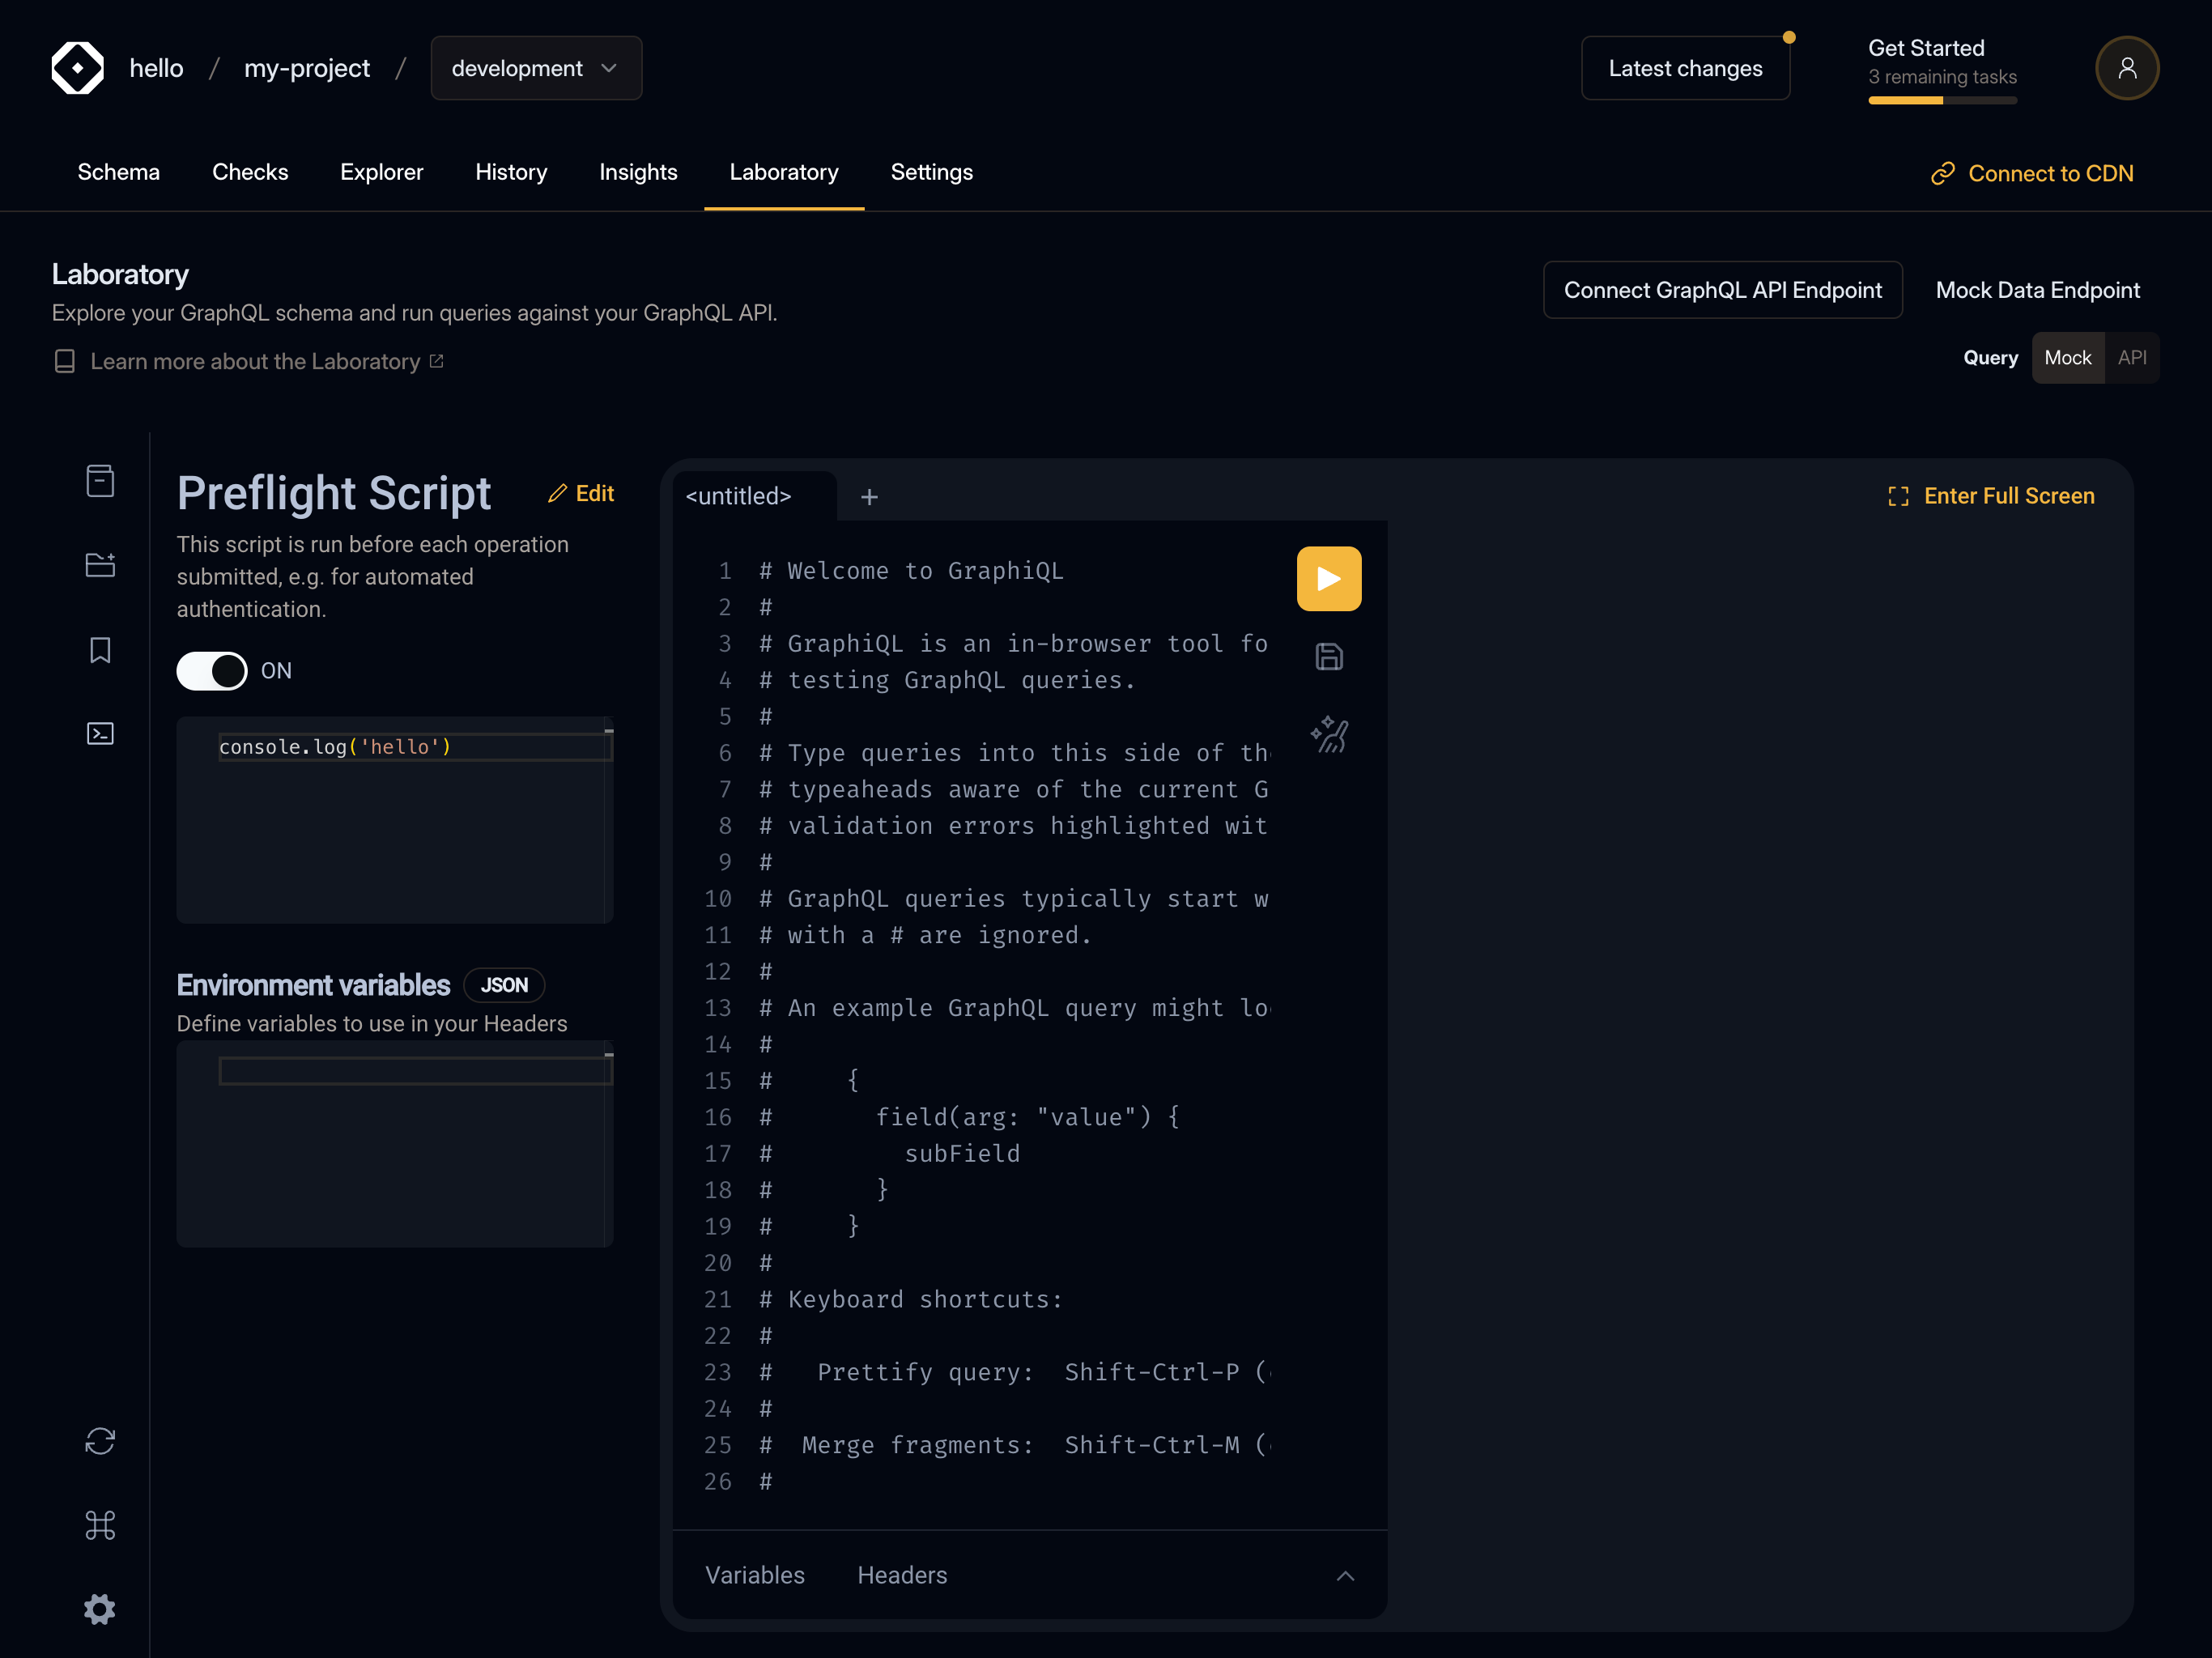 hello / my-project / development
Latest changes
Get Started
3 remaining tasks
Schema Checks Explorer History Insights Laboratory Settings
Connect to CDN
Laboratory
Explore your GraphQL schema and run queries against your GraphQL API.
Learn more about the Laboratory
Connect GraphQL API Endpoint Mock Data Endpoint
Query Mock API
Preflight Script
Edit
This script is run before each operation
submitted, e.g. for automated
authentication.
ON
console.log('hello')
Environment variables JSON
Define variables to use in your Headers
<untitled> +
Enter Full Screen
1 # Welcome to GraphiQL
2 #
3 # GraphiQL is an in-browser tool fo
4 # testing GraphQL queries.
5 #
6 # Type queries into this side of th
7 # typeaheads aware of the current G
8 # validation errors highlighted wit
9 #
10 # GraphQL queries typically start w
11 # with a # are ignored.
12 #
13 # An example GraphQL query might lo
14 #
15 #     {
16 #       field(arg: "value") {
17 #         subField
18 #       }
19 #     }
20 #
21 # Keyboard shortcuts:
22 #
23 #   Prettify query:  Shift-Ctrl-P (
24 #
25 #  Merge fragments:  Shift-Ctrl-M (
26 #
Variables Headers